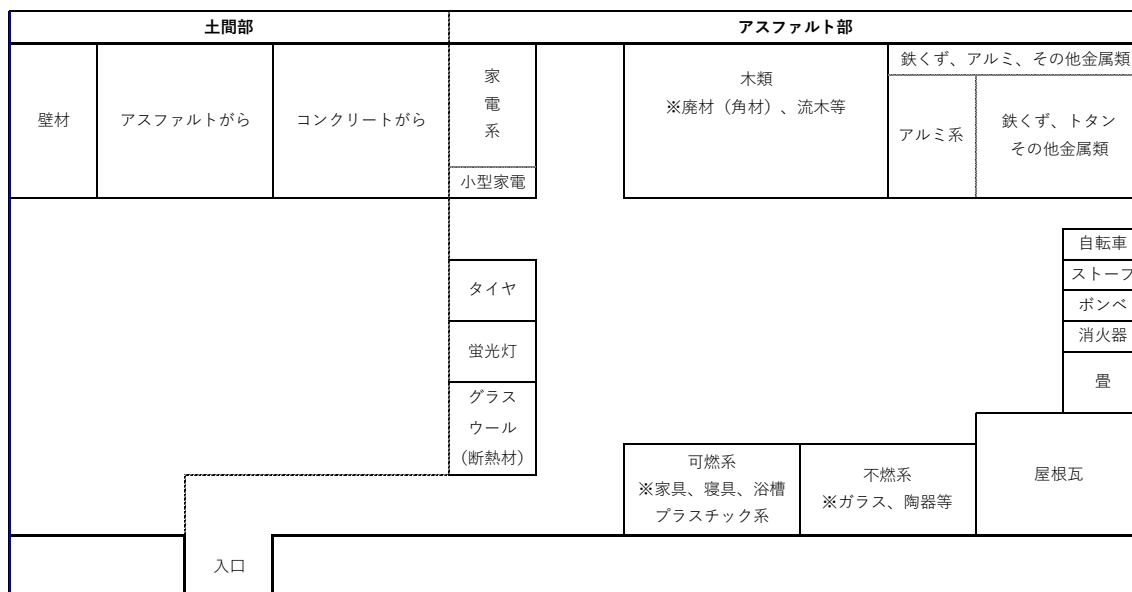 土間部
アスファルト部
壁材
アスファルトがら
コンクリートがら
家
電
系
小型家電
木類
※廃材（角材）、流木等
鉄くず、アルミ、その他金属類
アルミ系
鉄くず、トタン
その他金属類
自転車
ストーブ
ボンベ
消火器
畳
タイヤ
蛍光灯
グラス
ウール
(断熱材)
可燃系
※家具、寝具、浴槽
プラスチック系
不燃系
※ガラス、陶器等
屋根瓦
入口